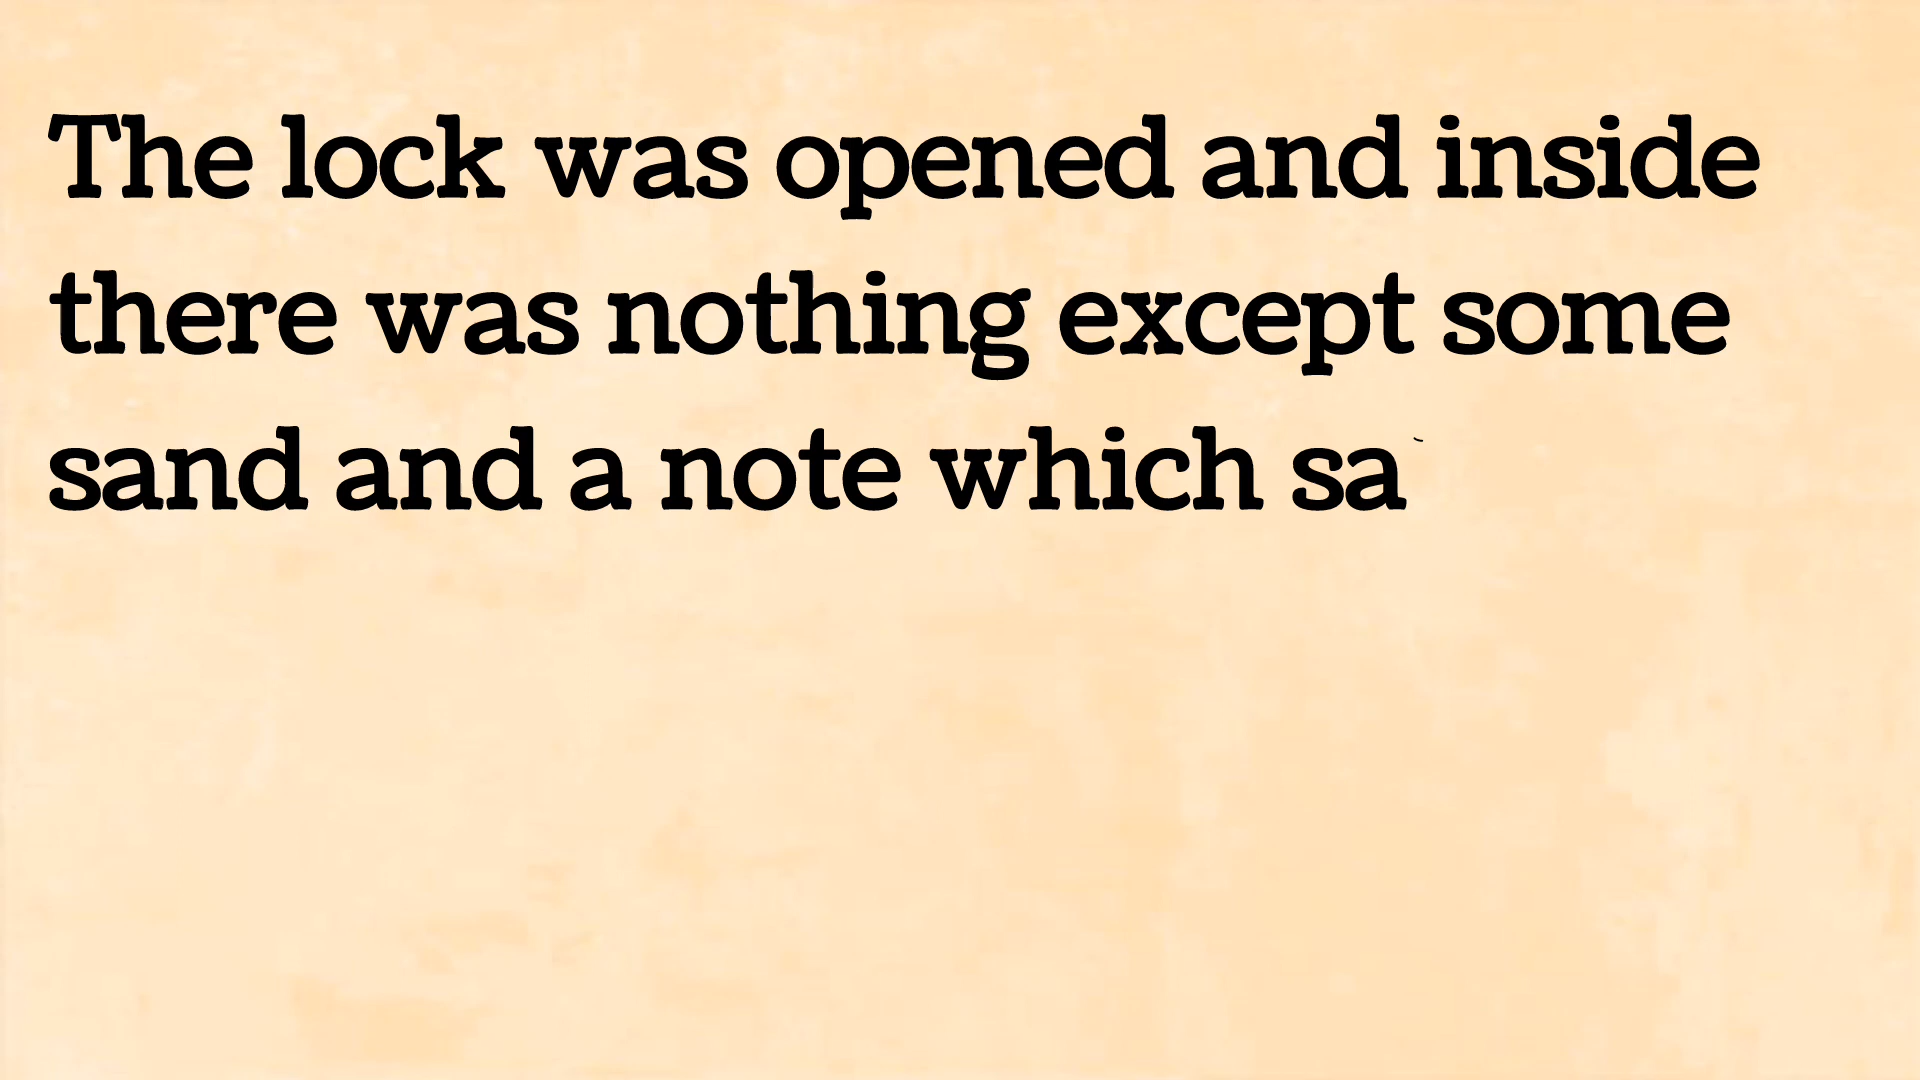 The lock was opened and inside
there was nothing except some
sand and a note which sa